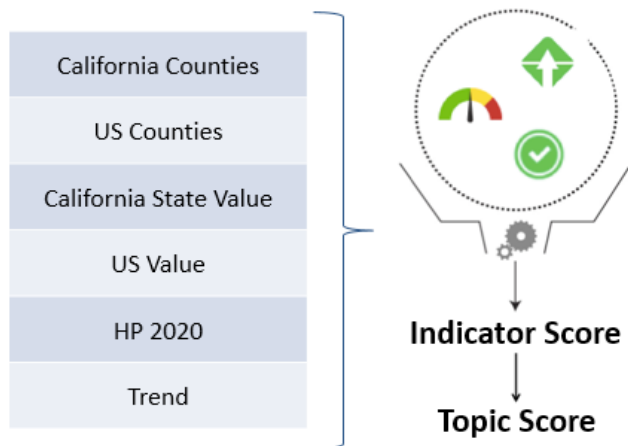 California Counties
US Counties
California State Value
US Value
HP 2020
Trend
Indicator Score
Topic Score